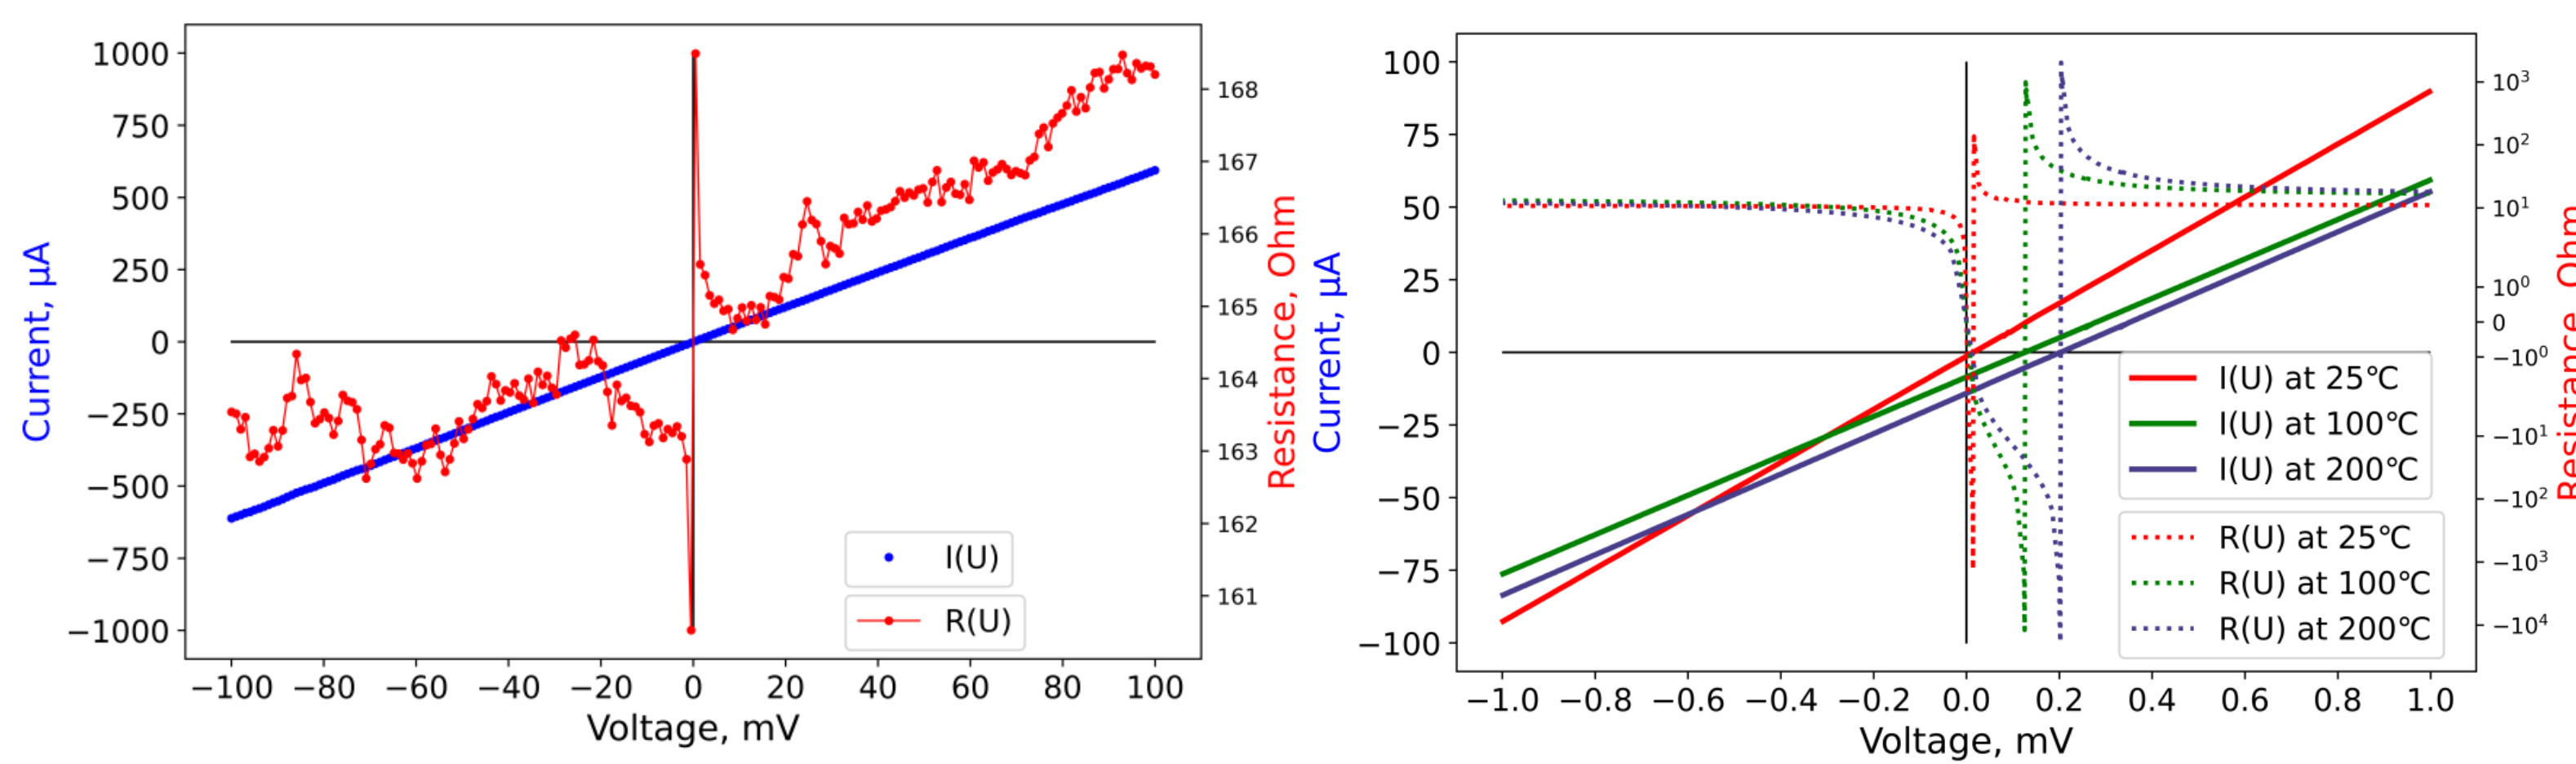 Current, µA
1000
750
500
250
0
−250
−500
−750
−1000
−100 −80 −60 −40 −20 0 20 40 60 80 100
Voltage, mV
168
167
166
165
164
163
162
161
Resistance, Ohm
I(U)
R(U)
Current, µA
100
75
50
25
0
−25
−50
−75
−100
−1.0 −0.8 −0.6 −0.4 −0.2 0.0 0.2 0.4 0.6 0.8 1.0
Voltage, mV
10³
10²
10¹
10⁰
0
−10⁰
−10¹
−10²
−10³
−10⁴
Resistance, Ohm
I(U) at 25℃
I(U) at 100℃
I(U) at 200℃
R(U) at 25℃
R(U) at 100℃
R(U) at 200℃